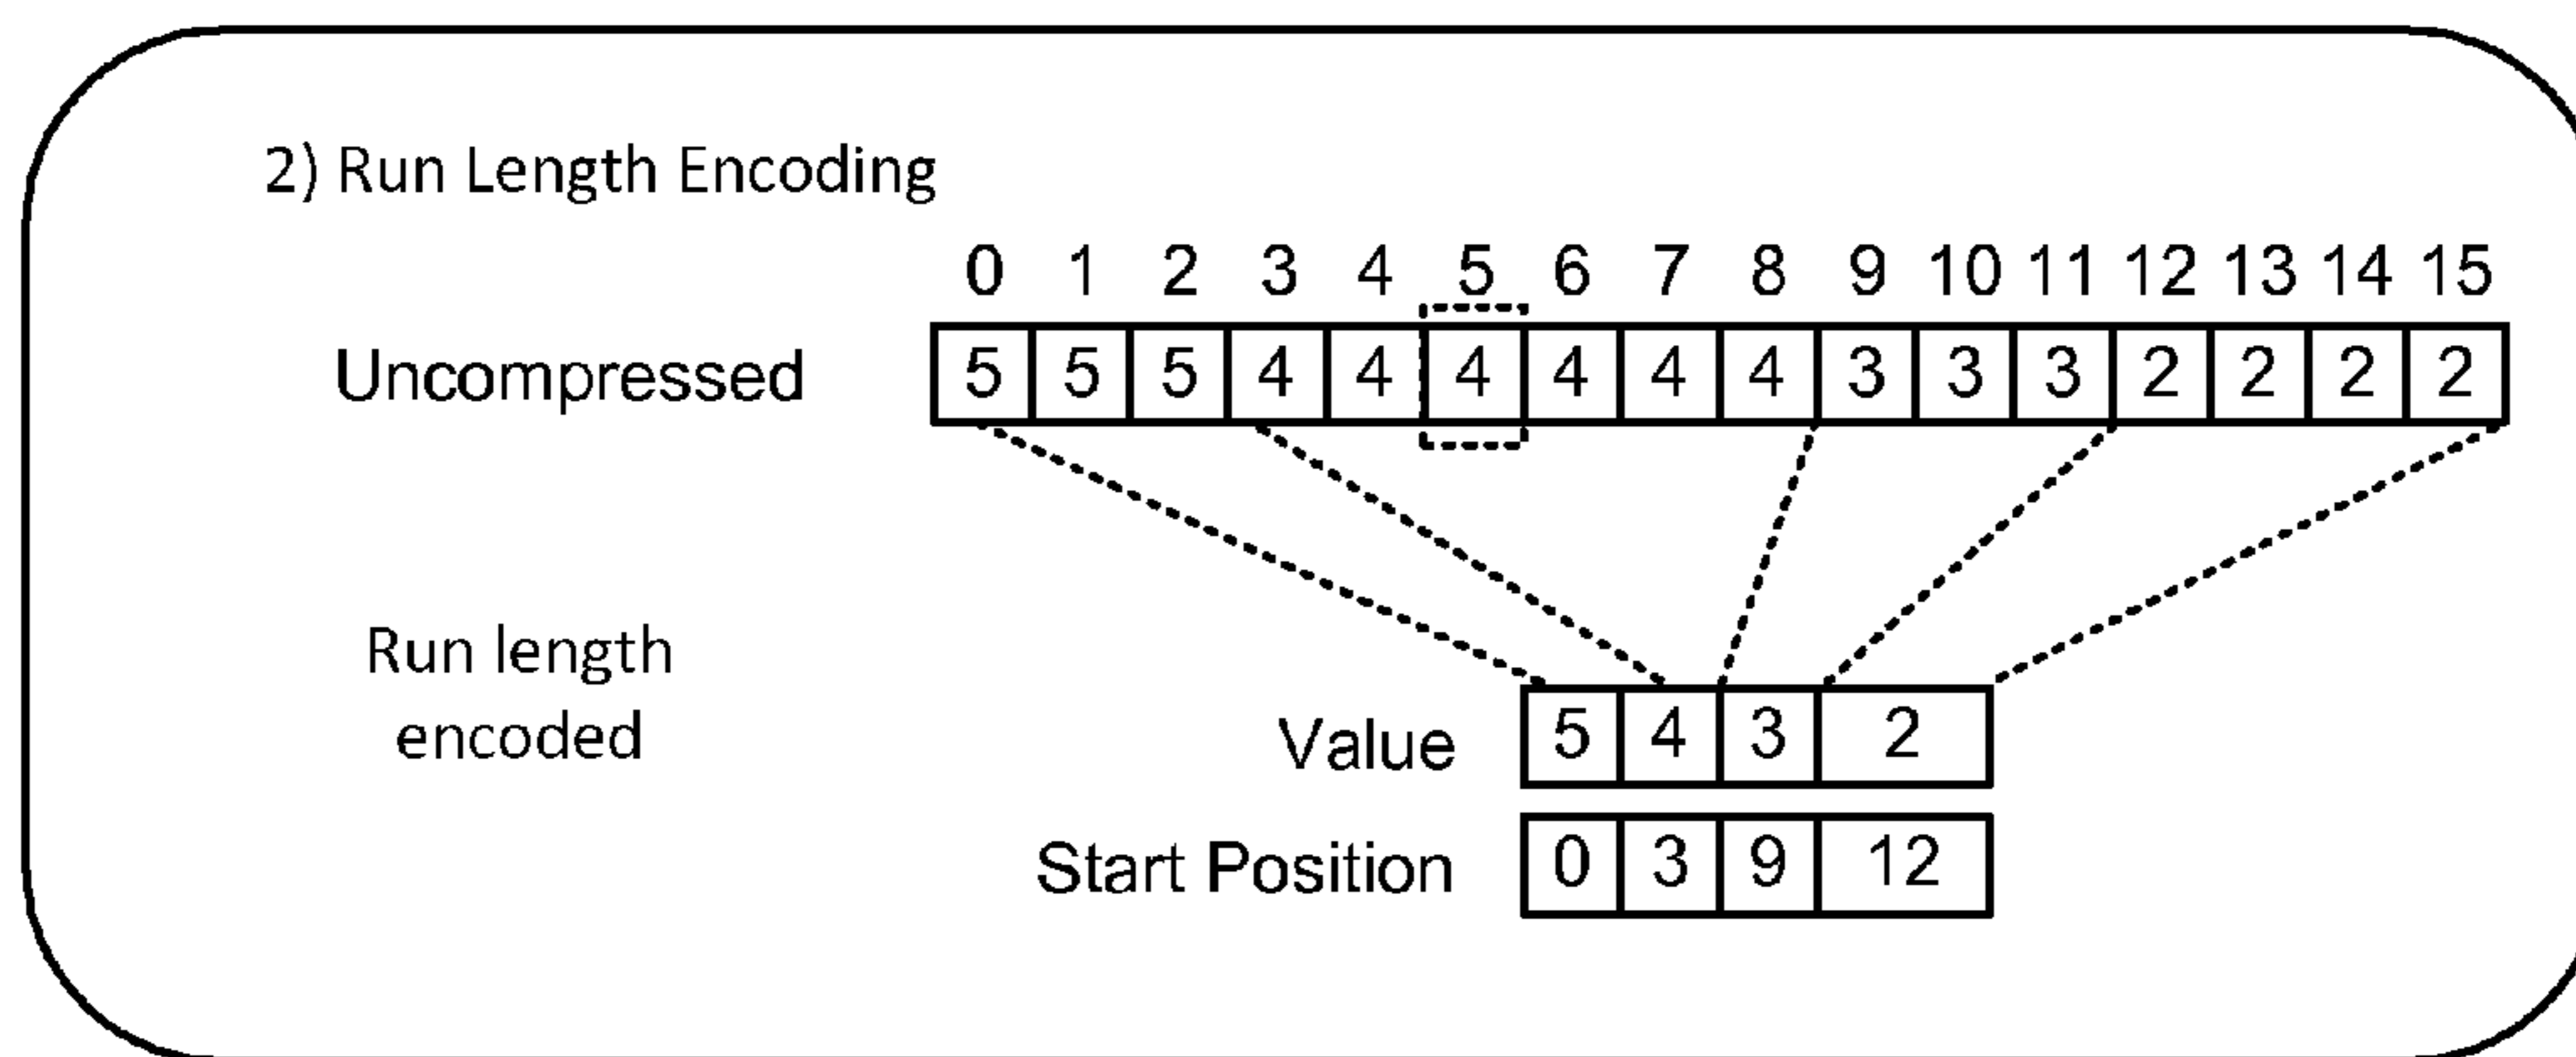 2) Run Length Encoding
0 1 2 3 4 5 6 7 8 9 10 11 12 13 14 15
Uncompressed 5 5 5 4 4 4 4 4 4 3 3 3 2 2 2 2
Run length
encoded
Value 5 4 3 2
Start Position 0 3 9 12